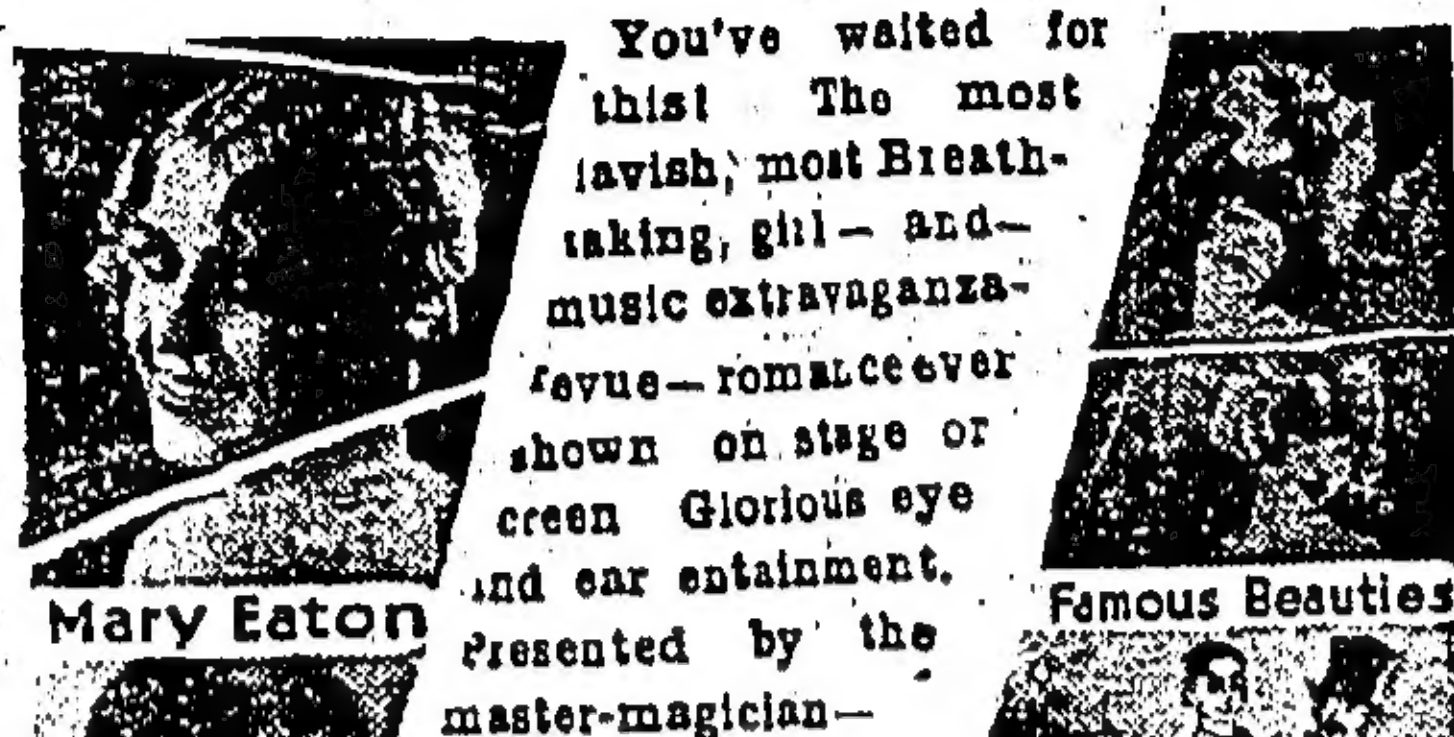 You've waited for
this! The most
lavish, most Breath-
taking, girl — and —
music extravaganza-
revue — romance ever
shown on stage or
creen Glorious eye
and ear entainment.
Presented by the
master-magician —
Mary Eaton
Famous Beauties